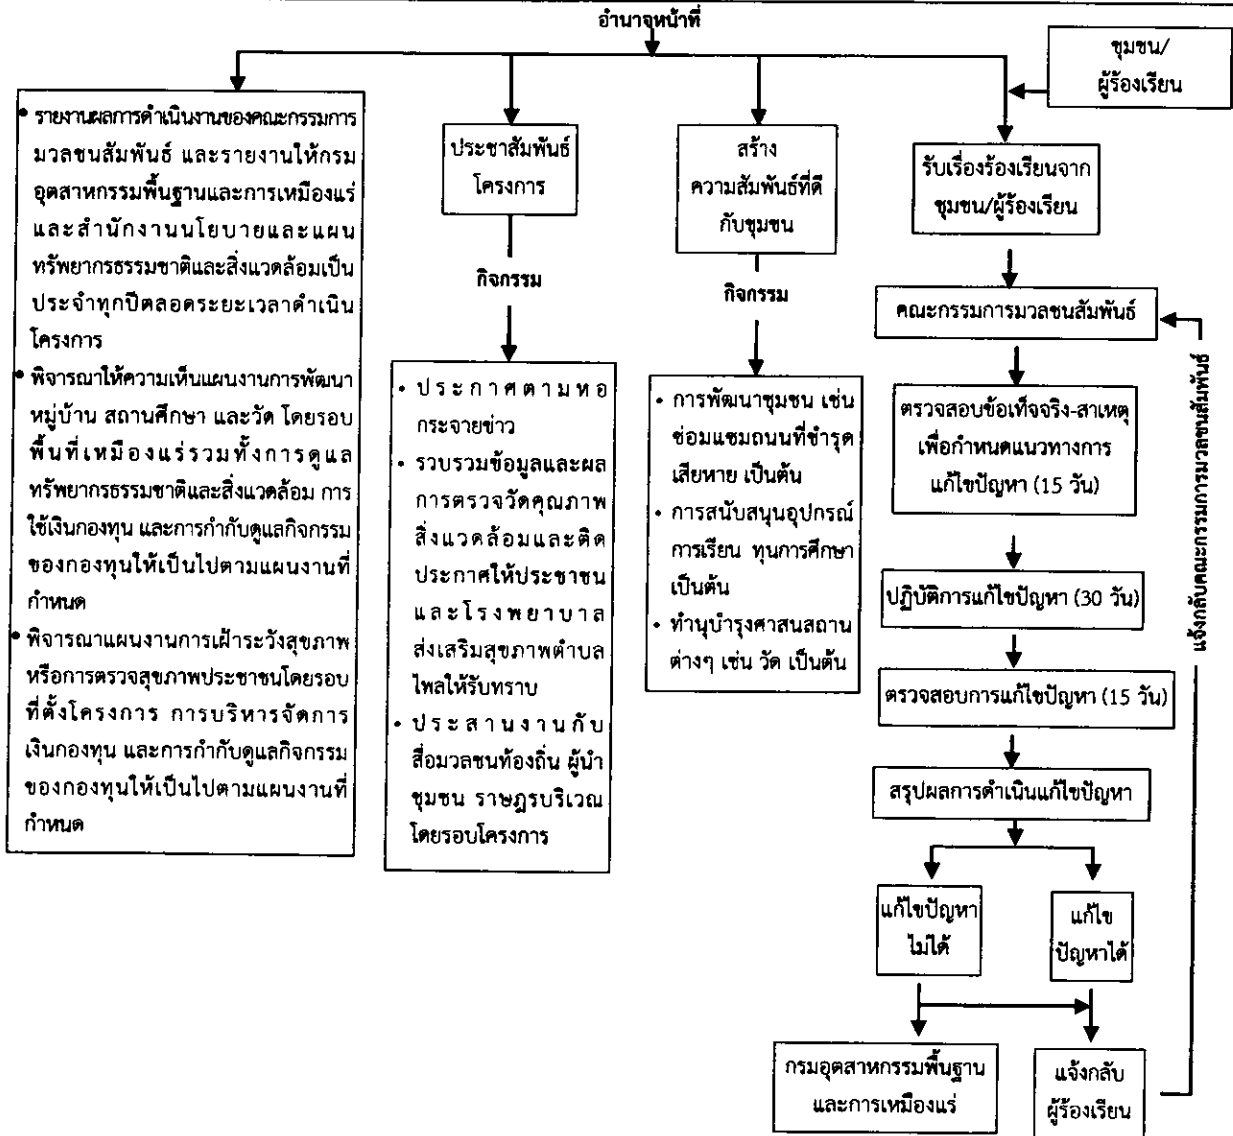 อำนาจหน้าที่
ชุมชน/
ผู้ร้องเรียน
• รายงานผลการดำเนินงานของคณะกรรมการ
มวลชนสัมพันธ์ และรายงานให้กรม
อุตสาหกรรมพื้นฐานและการเหมืองแร่
และสำนักงานนโยบายและแผน
ทรัพยากรธรรมชาติและสิ่งแวดล้อมเป็น
ประจำทุกปีตลอดระยะเวลาดำเนิน
โครงการ
• พิจารณาให้ความเห็นแผนงานการพัฒนา
หมู่บ้าน สถานศึกษา และวัด โดยรอบ
พื้นที่เหมืองแร่รวมทั้งการดูแล
ทรัพยากรธรรมชาติและสิ่งแวดล้อม การ
ใช้เงินกองทุน และการกำกับดูแลกิจกรรม
ของกองทุนให้เป็นไปตามแผนงานที่
กำหนด
• พิจารณาแผนงานการเฝ้าระวังสุขภาพ
หรือการตรวจสุขภาพประชาชนโดยรอบ
ที่ตั้งโครงการ การบริหารจัดการ
เงินกองทุน และการกำกับดูแลกิจกรรม
ของกองทุนให้เป็นไปตามแผนงานที่
กำหนด
ประชาสัมพันธ์
โครงการ
กิจกรรม
• ประกาศตามหอ
กระจายข่าว
• รวบรวมข้อมูลและผล
การตรวจวัดคุณภาพ
สิ่งแวดล้อมและติด
ประกาศให้ประชาชน
และโรงพยาบาล
ส่งเสริมสุขภาพตำบล
ไพลให้รับทราบ
• ประสานงานกับ
สื่อมวลชนท้องถิ่น ผู้นำ
ชุมชน ราษฎรบริเวณ
โดยรอบโครงการ
สร้าง
ความสัมพันธ์ที่ดี
กับชุมชน
กิจกรรม
• การพัฒนาชุมชน เช่น
ซ่อมแซมถนนที่ชำรุด
เสียหาย เป็นต้น
• การสนับสนุนอุปกรณ์
การเรียน ทุนการศึกษา
เป็นต้น
• ทำนุบำรุงศาสนสถาน
ต่างๆ เช่น วัด เป็นต้น
รับเรื่องร้องเรียนจาก
ชุมชน/ผู้ร้องเรียน
คณะกรรมการมวลชนสัมพันธ์
ตรวจสอบข้อเท็จจริง-สาเหตุ
เพื่อกำหนดแนวทางการ
แก้ไขปัญหา (15 วัน)
ปฏิบัติการแก้ไขปัญหา (30 วัน)
ตรวจสอบการแก้ไขปัญหา (15 วัน)
สรุปผลการดำเนินแก้ไขปัญหา
แก้ไขปัญหา
ไม่ได้
แก้ไข
ปัญหาได้
กรมอุตสาหกรรมพื้นฐาน
และการเหมืองแร่
แจ้งกลับ
ผู้ร้องเรียน
แจ้งกลับคณะกรรมการมวลชนสัมพันธ์